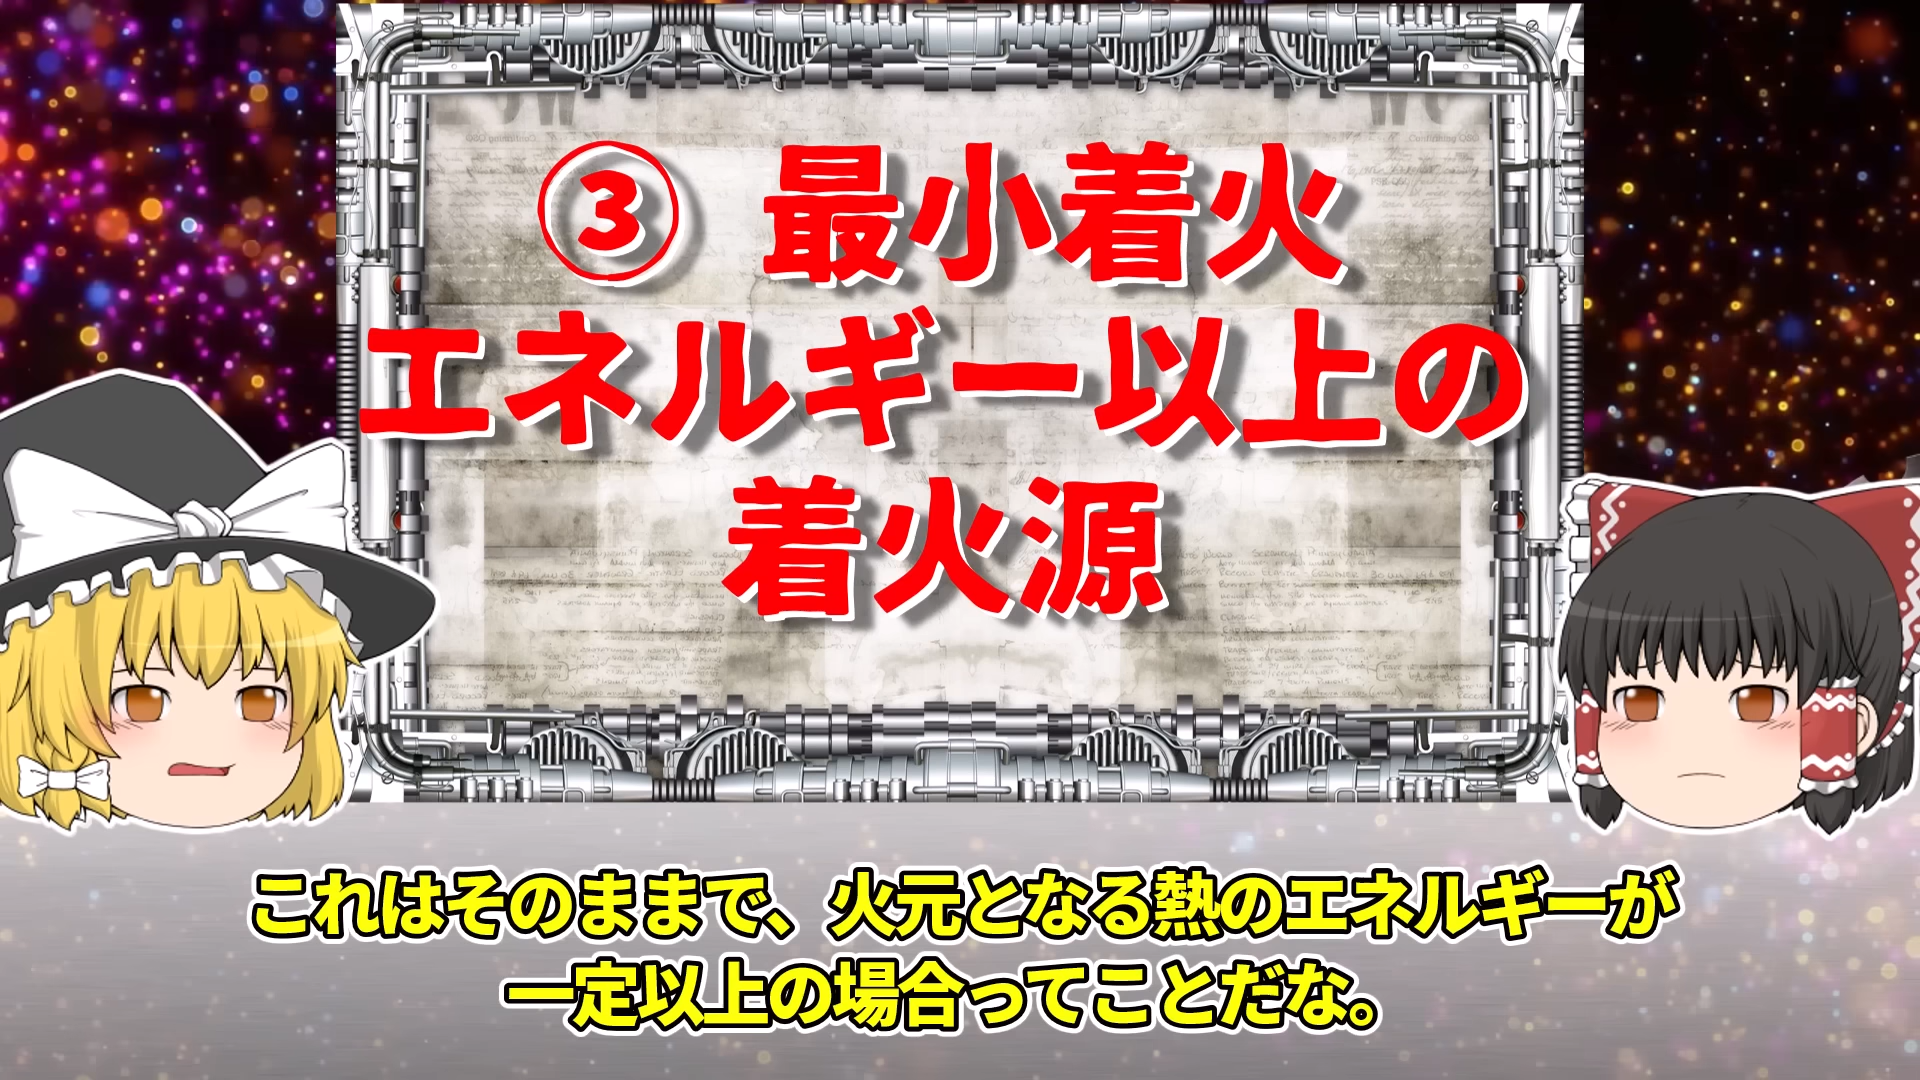 ③ 最小着火
エネルギー以上の
着火源
これはそのままで、火元となる熱のエネルギーが
一定以上の場合ってことだな。